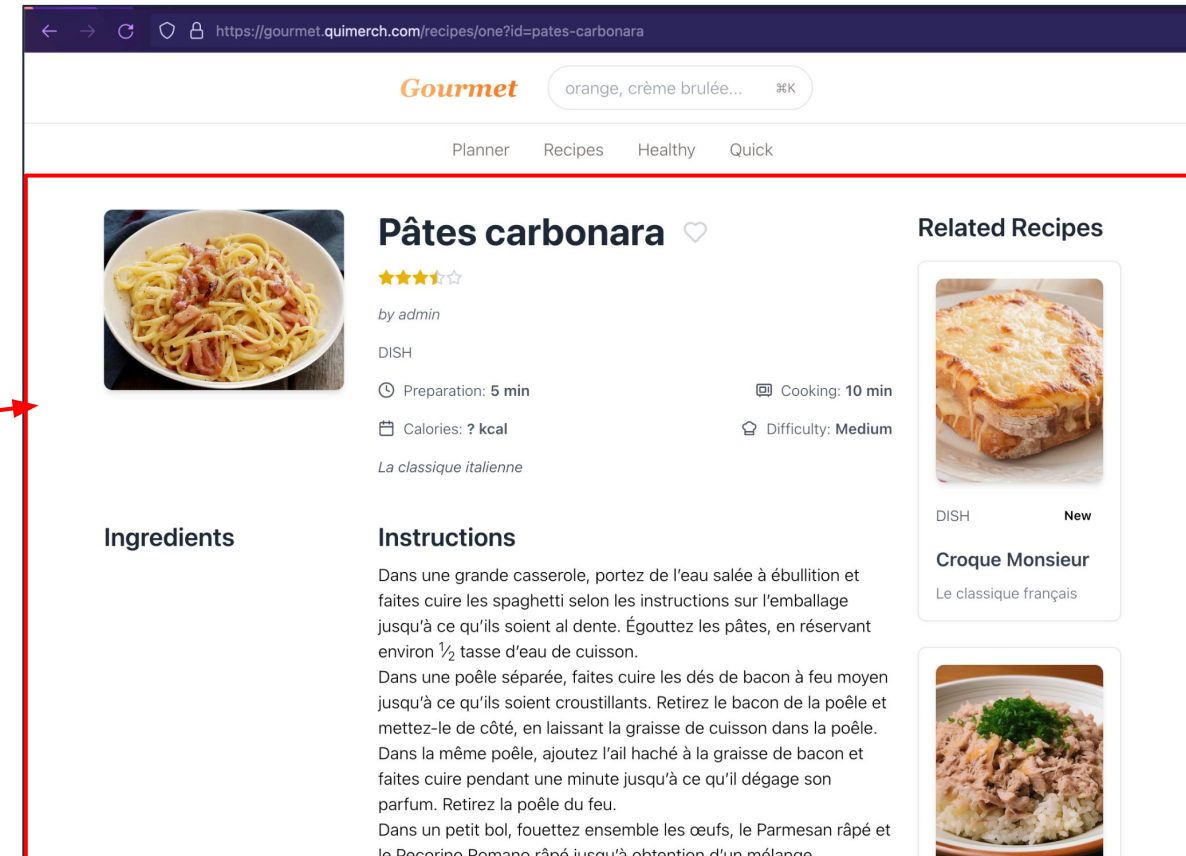 https://gourmet.quimerch.com/recipes/one?id=pates-carbonara
Gourmet
orange, crème brulée... ⌘K
Planner Recipes Healthy Quick
Pâtes carbonara
by admin
DISH
Preparation: 5 min
Cooking: 10 min
Calories: ? kcal
Difficulty: Medium
La classique italienne
Ingredients
Instructions
Dans une grande casserole, portez de l'eau salée à ébullition et
faites cuire les spaghetti selon les instructions sur l'emballage
jusqu'à ce qu'ils soient al dente. Égouttez les pâtes, en réservant
environ ½ tasse d'eau de cuisson.
Dans une poêle séparée, faites cuire les dés de bacon à feu moyen
jusqu'à ce qu'ils soient croustillants. Retirez le bacon de la poêle et
mettez-le de côté, en laissant la graisse de cuisson dans la poêle.
Dans la même poêle, ajoutez l'ail haché à la graisse de bacon et
faites cuire pendant une minute jusqu'à ce qu'il dégage son
parfum. Retirez la poêle du feu.
Dans un petit bol, fouettez ensemble les œufs, le Parmesan râpé et
le Pecorino Romano râpé jusqu'à obtention d'un mélange
Related Recipes
DISH New
Croque Monsieur
Le classique français